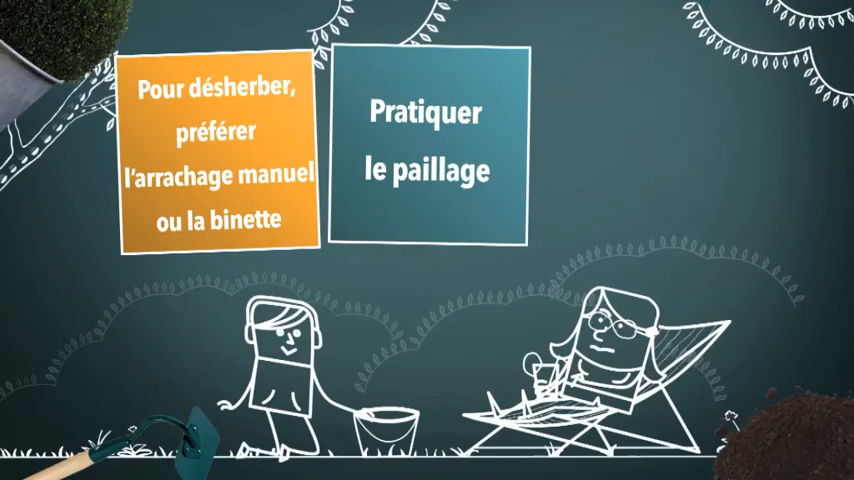 Pour désherber,
préférer
l'arrachage manuel
ou la binette
Pratiquer
le paillage